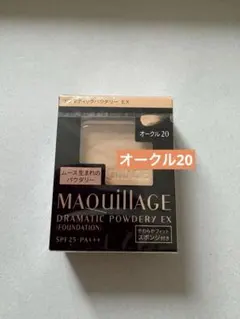 ドラマティックパウダリー EX
オークル20
オークル20
ムース生まれの
パウダリー
MAQuillAGE
DRAMATIC POWDERY EX
(FOUNDATION)
SPF 25・PA+++
やわらかフィット
スポンジ付き